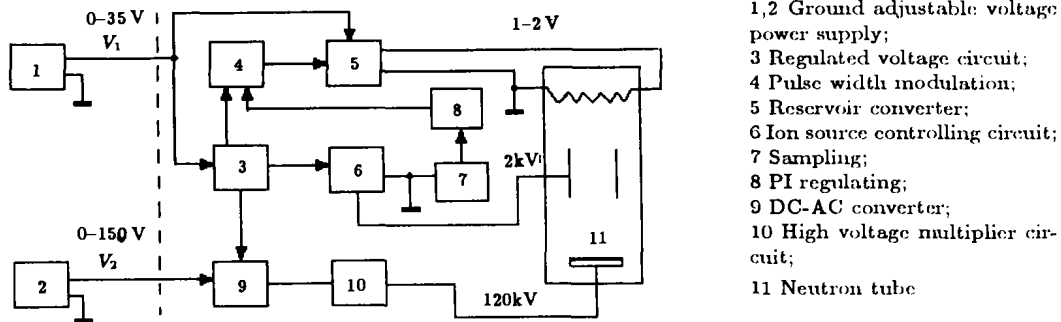 0–35 V
V₁
1
4
5
1–2 V
8
3
6
7
2kV
0–150 V
V₂
2
9
10
120kV
11
1,2 Ground adjustable voltage
power supply;
3 Regulated voltage circuit;
4 Pulse width modulation;
5 Reservoir converter;
6 Ion source controlling circuit;
7 Sampling;
8 PI regulating;
9 DC-AC converter;
10 High voltage multiplier cir-
cuit;
11 Neutron tube